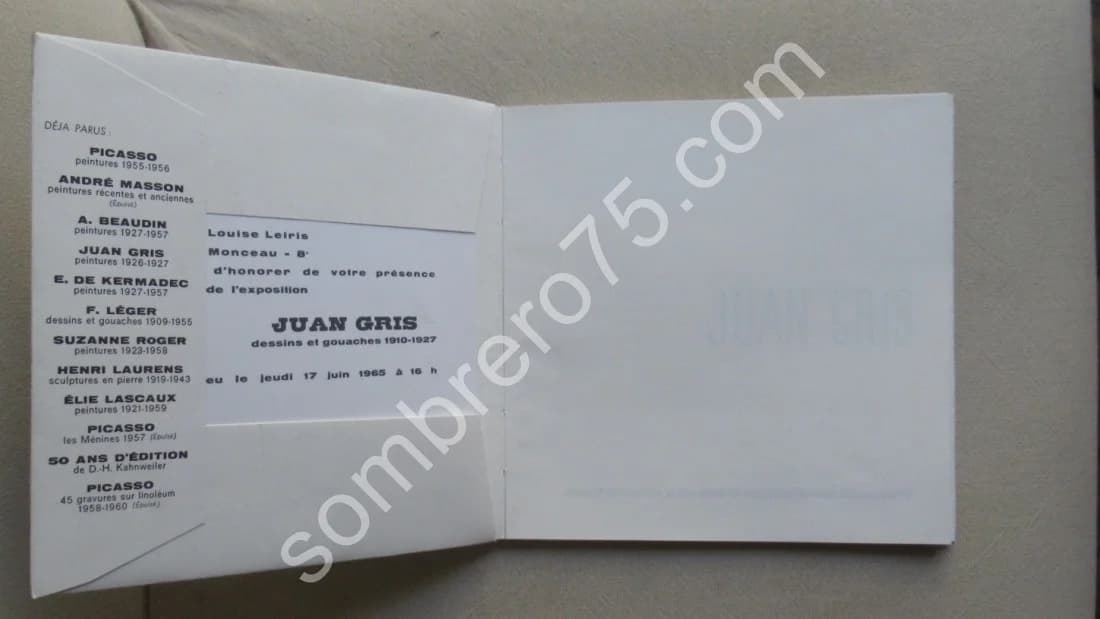 DÉJA PARUS :
PICASSO
peintures 1955-1956
ANDRÉ MASSON
peintures récentes et anciennes
(Épuisé)
A. BEAUDIN
peintures 1927-1957
JUAN GRIS
peintures 1926-1927
E. DE KERMADEC
peintures 1927-1957
F. LÉGER
dessins et gouaches 1909-1955
SUZANNE ROGER
peintures 1923-1958
HENRI LAURENS
sculptures en pierre 1919-1943
ÉLIE LASCAUX
peintures 1921-1959
PICASSO
les Ménines 1957 (Épuisé)
50 ANS D'ÉDITION
de D.-H. Kahnweiler
PICASSO
45 gravures sur linoléum
1958-1960 (Épuisé)
Louise Leiris
Monceau - 8e
d'honorer de votre présence
de l'exposition
JUAN GRIS
dessins et gouaches 1910-1927
eu le jeudi 17 juin 1965 à 16 h
sombrero75.com